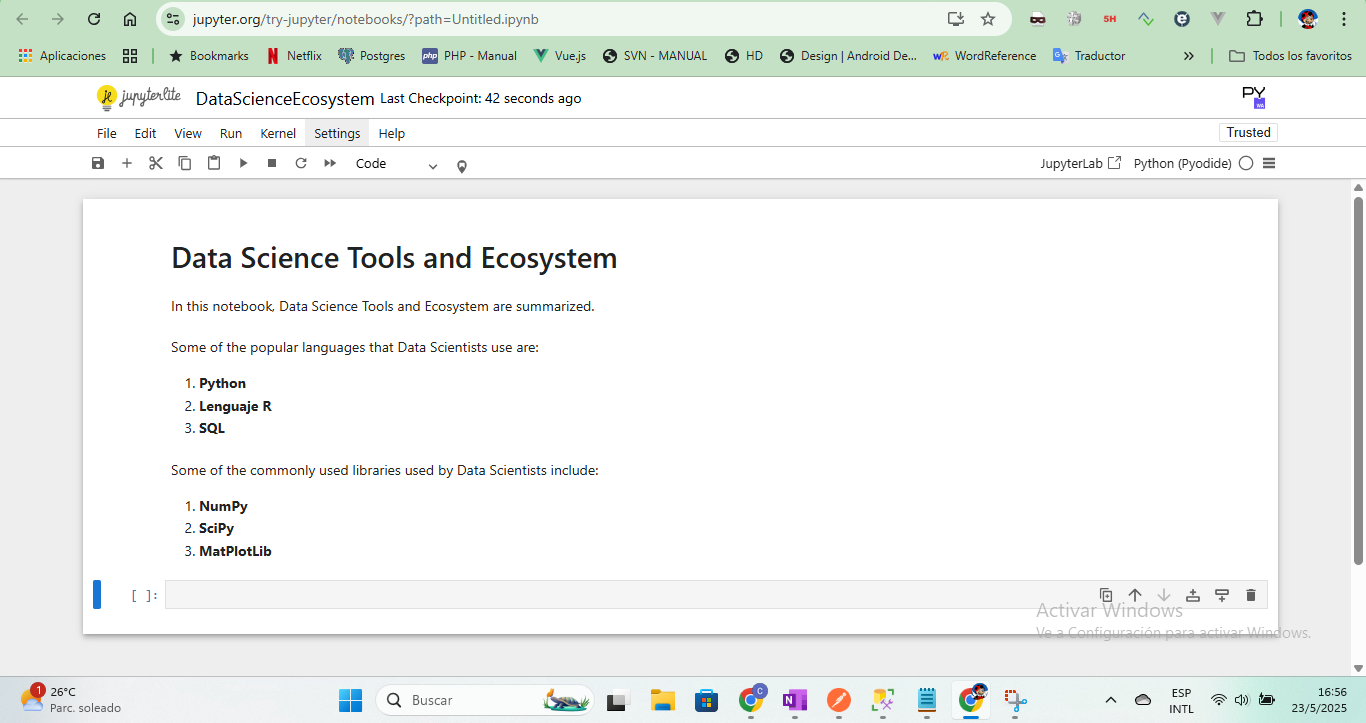 jupyter.org/try-jupyter/notebooks/?path=Untitled.ipynb
5H
Aplicaciones Bookmarks Netflix Postgres php PHP - Manual Vue.js SVN - MANUAL HD Design | Android De... WordReference Traductor » Todos los favoritos
jupyterlite DataScienceEcosystem Last Checkpoint: 42 seconds ago PY
File Edit View Run Kernel Settings Help Trusted
Code JupyterLab Python (Pyodide)
Data Science Tools and Ecosystem
In this notebook, Data Science Tools and Ecosystem are summarized.
Some of the popular languages that Data Scientists use are:
1. Python
2. Lenguaje R
3. SQL
Some of the commonly used libraries used by Data Scientists include:
1. NumPy
2. SciPy
3. MatPlotLib
[ ]:
Activar Windows
Ve a Configuración para activar Windows.
1 26°C
Parc. soleado
Buscar
ESP
INTL
16:56
23/5/2025